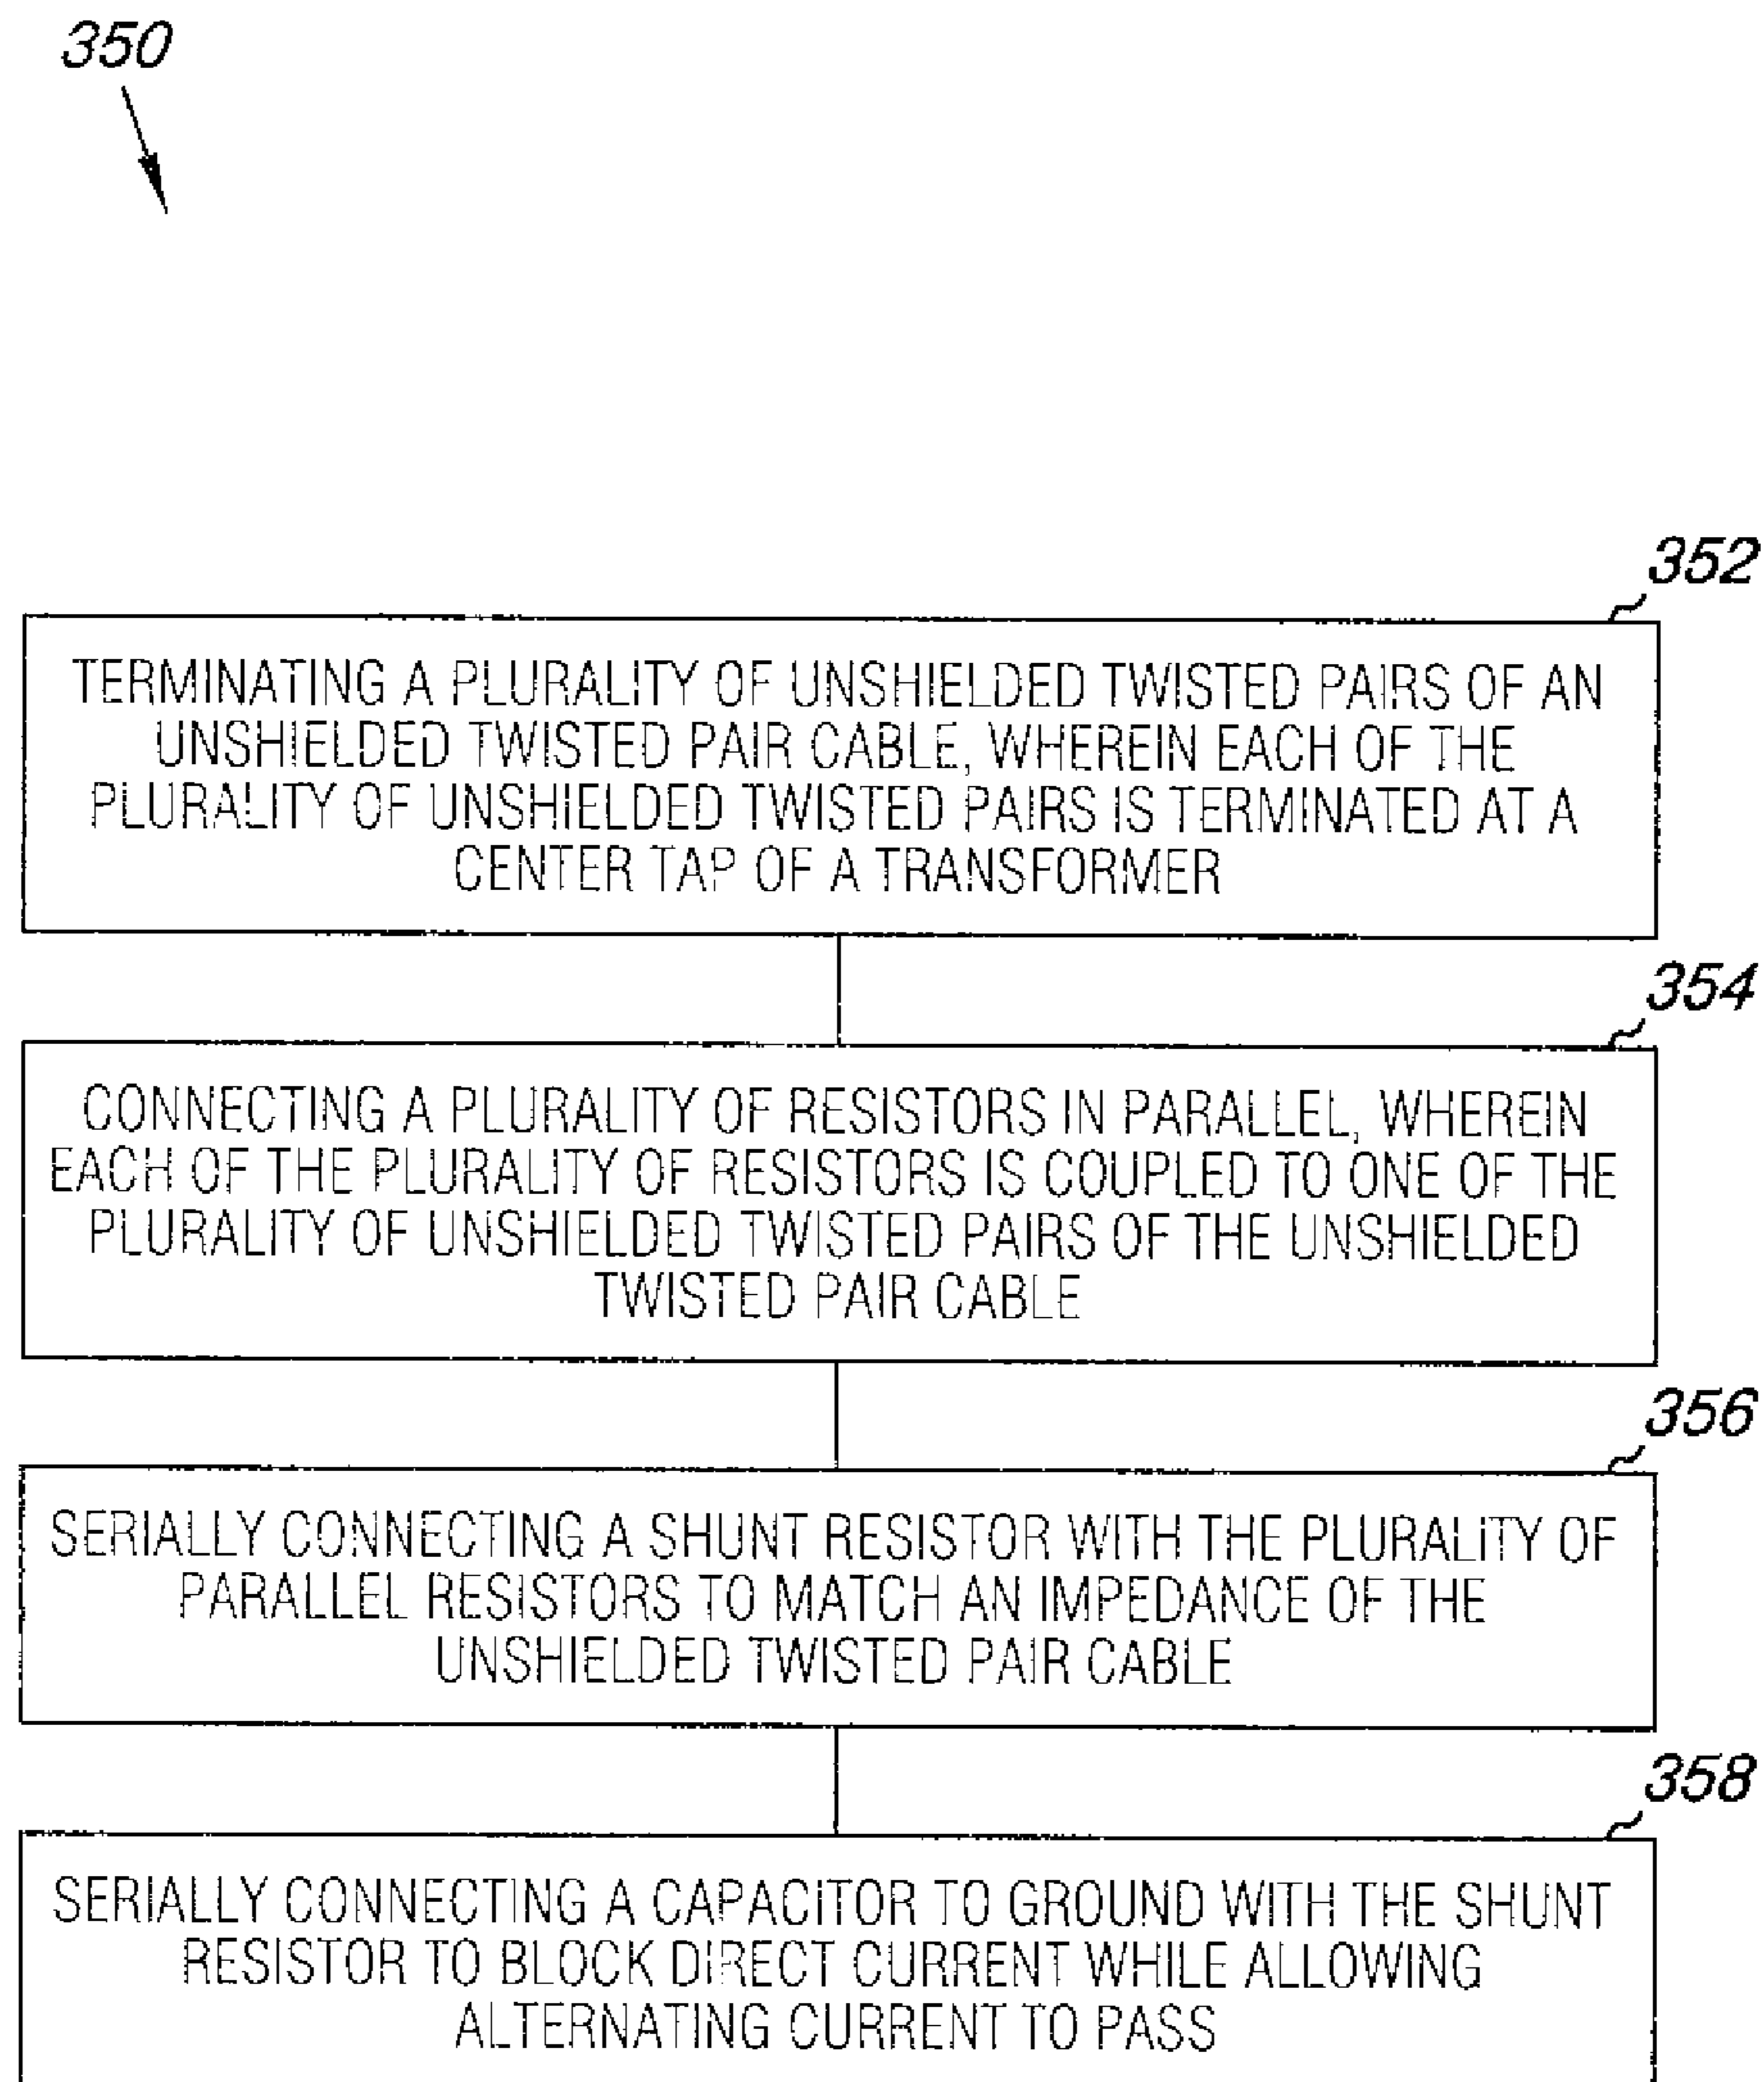 350
352
TERMINATING A PLURALITY OF UNSHIELDED TWISTED PAIRS OF AN
UNSHIELDED TWISTED PAIR CABLE, WHEREIN EACH OF THE
PLURALITY OF UNSHIELDED TWISTED PAIRS IS TERMINATED AT A
CENTER TAP OF A TRANSFORMER
354
CONNECTING A PLURALITY OF RESISTORS IN PARALLEL, WHEREIN
EACH OF THE PLURALITY OF RESISTORS IS COUPLED TO ONE OF THE
PLURALITY OF UNSHIELDED TWISTED PAIRS OF THE UNSHIELDED
TWISTED PAIR CABLE
356
SERIALLY CONNECTING A SHUNT RESISTOR WITH THE PLURALITY OF
PARALLEL RESISTORS TO MATCH AN IMPEDANCE OF THE
UNSHIELDED TWISTED PAIR CABLE
358
SERIALLY CONNECTING A CAPACITOR TO GROUND WITH THE SHUNT
RESISTOR TO BLOCK DIRECT CURRENT WHILE ALLOWING
ALTERNATING CURRENT TO PASS